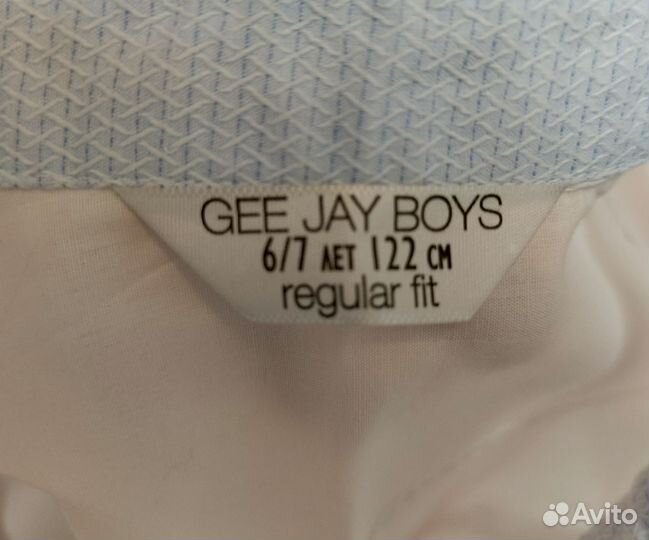 GEE JAY BOYS
6/7 ЛЕТ 122 СМ
regular fit
Avito